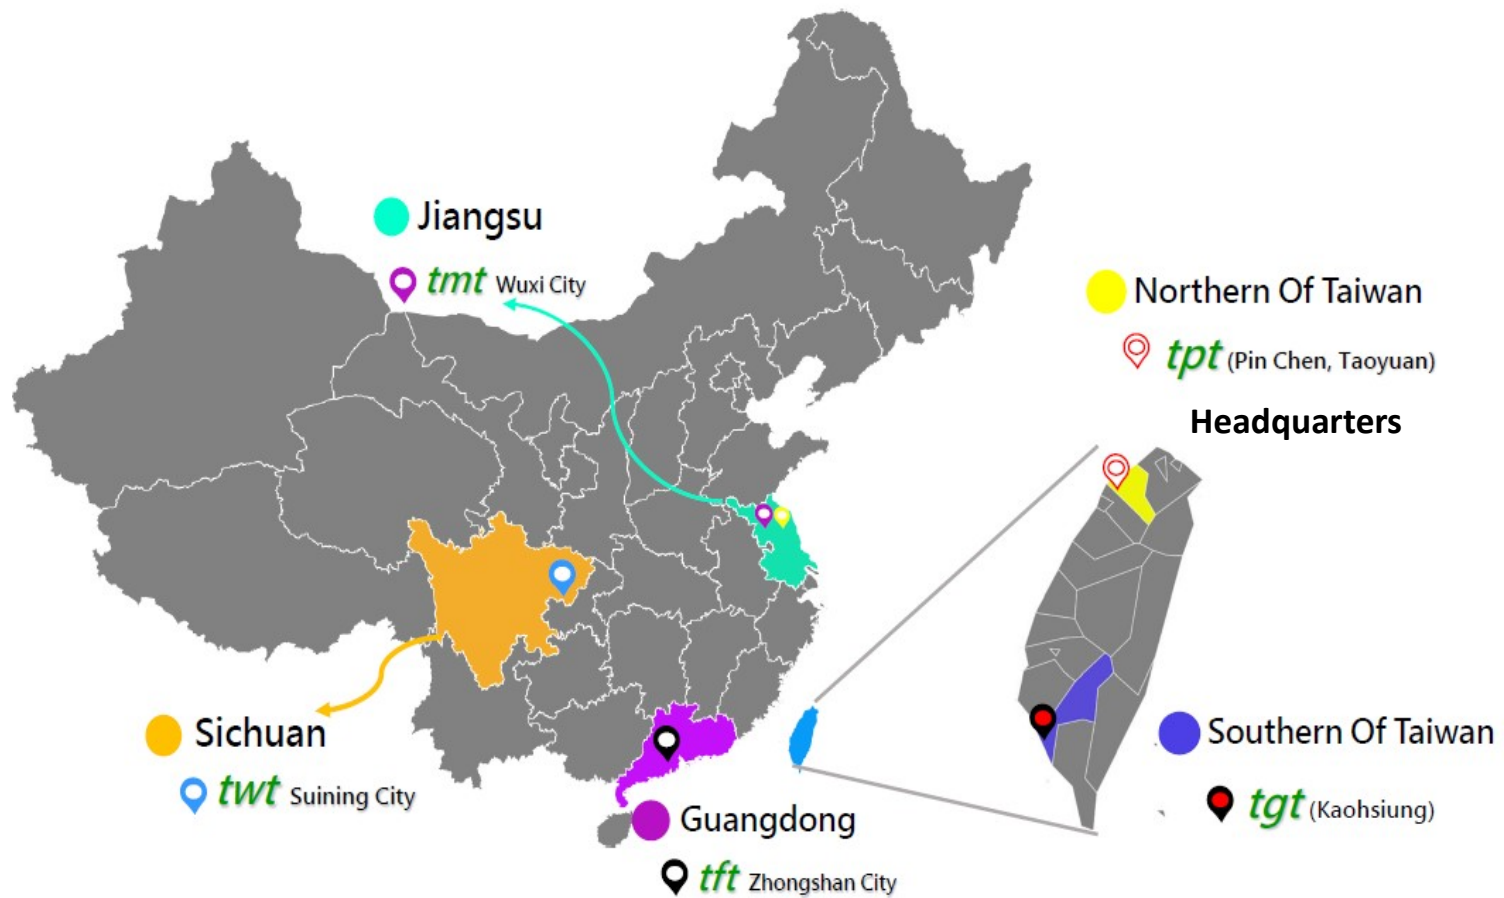 Jiangsu
tmt Wuxi City
Northern Of Taiwan
tpt (Pin Chen, Taoyuan)
Headquarters
Sichuan
twt Suining City
Southern Of Taiwan
tgt (Kaohsiung)
Guangdong
tft Zhongshan City